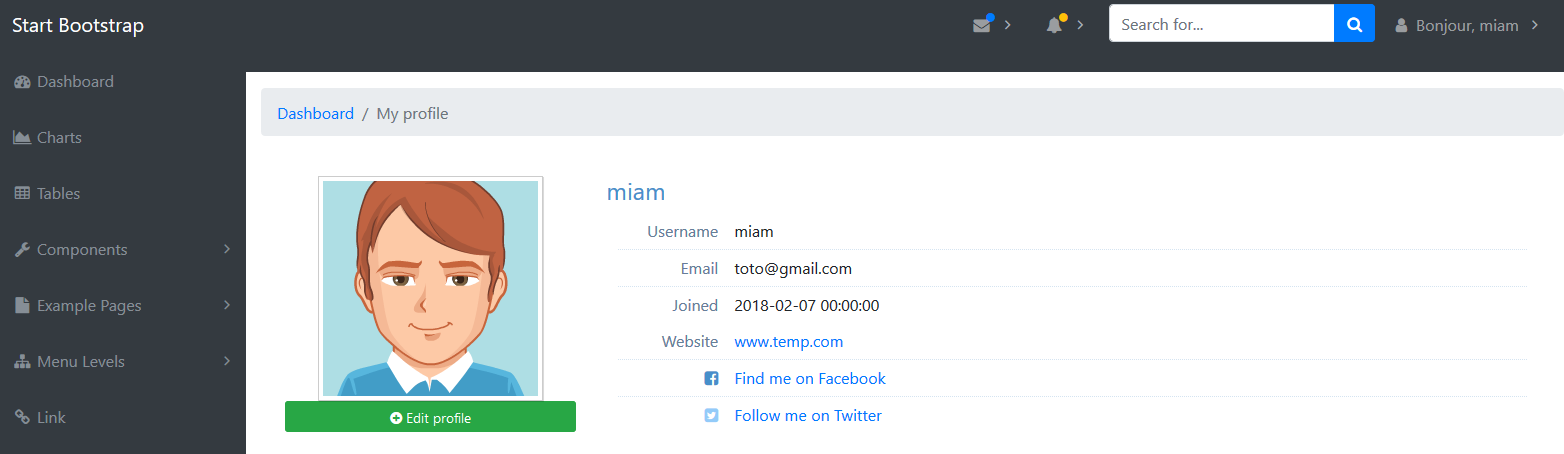 Start Bootstrap
Search for...
Bonjour, miam
Dashboard
Charts
Tables
Components
Example Pages
Menu Levels
Link
Dashboard / My profile
Edit profile
miam
Username miam
Email toto@gmail.com
Joined 2018-02-07 00:00:00
Website www.temp.com
Find me on Facebook
Follow me on Twitter